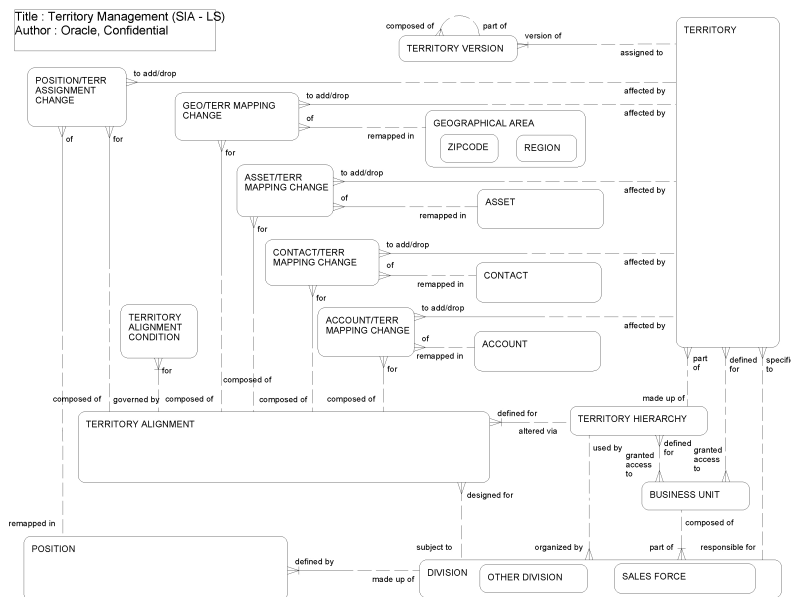 Title : Territory Management (SIA - LS)
Author : Oracle, Confidential
composed of
part of
TERRITORY VERSION
version of
assigned to
TERRITORY
POSITION/TERR
ASSIGNMENT
CHANGE
to add/drop
affected by
of
for
GEO/TERR MAPPING
CHANGE
to add/drop
affected by
of
remapped in
for
GEOGRAPHICAL AREA
ZIPCODE
REGION
ASSET/TERR
MAPPING CHANGE
to add/drop
affected by
of
remapped in
for
ASSET
CONTACT/TERR
MAPPING CHANGE
to add/drop
affected by
of
remapped in
for
CONTACT
TERRITORY
ALIGNMENT
CONDITION
for
ACCOUNT/TERR
MAPPING CHANGE
to add/drop
affected by
of
remapped in
for
ACCOUNT
part
of
defined
for
specific
to
composed of
composed of
governed by
composed of
composed of
composed of
made up of
TERRITORY ALIGNMENT
defined for
altered via
TERRITORY HIERARCHY
used by
granted
access
to
defined
for
granted
access
to
designed for
BUSINESS UNIT
composed of
remapped in
subject to
organized by
part of
responsible for
POSITION
defined by
made up of
DIVISION
OTHER DIVISION
SALES FORCE